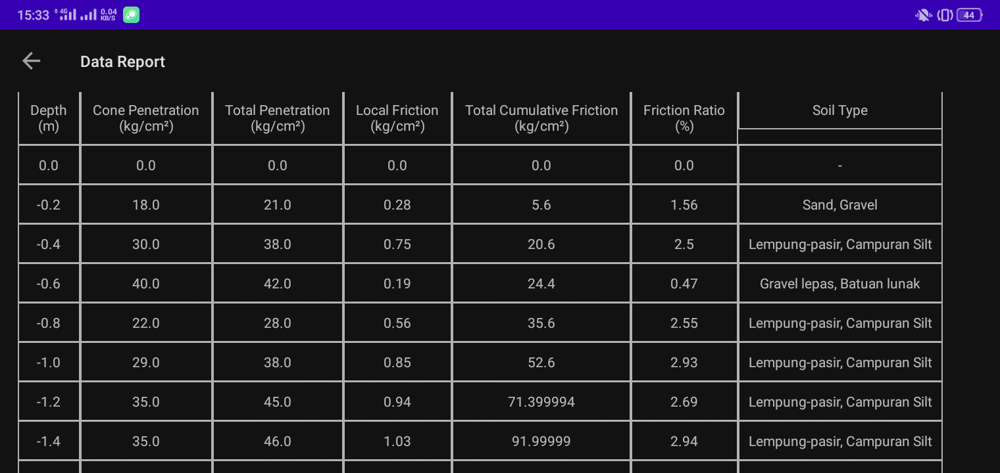 15:33 4G 0.04 KB/S 44
Data Report
Depth (m) Cone Penetration (kg/cm²) Total Penetration (kg/cm²) Local Friction (kg/cm²) Total Cumulative Friction (kg/cm²) Friction Ratio (%) Soil Type
0.0 0.0 0.0 0.0 0.0 0.0 -
-0.2 18.0 21.0 0.28 5.6 1.56 Sand, Gravel
-0.4 30.0 38.0 0.75 20.6 2.5 Lempung-pasir, Campuran Silt
-0.6 40.0 42.0 0.19 24.4 0.47 Gravel lepas, Batuan lunak
-0.8 22.0 28.0 0.56 35.6 2.55 Lempung-pasir, Campuran Silt
-1.0 29.0 38.0 0.85 52.6 2.93 Lempung-pasir, Campuran Silt
-1.2 35.0 45.0 0.94 71.399994 2.69 Lempung-pasir, Campuran Silt
-1.4 35.0 46.0 1.03 91.99999 2.94 Lempung-pasir, Campuran Silt